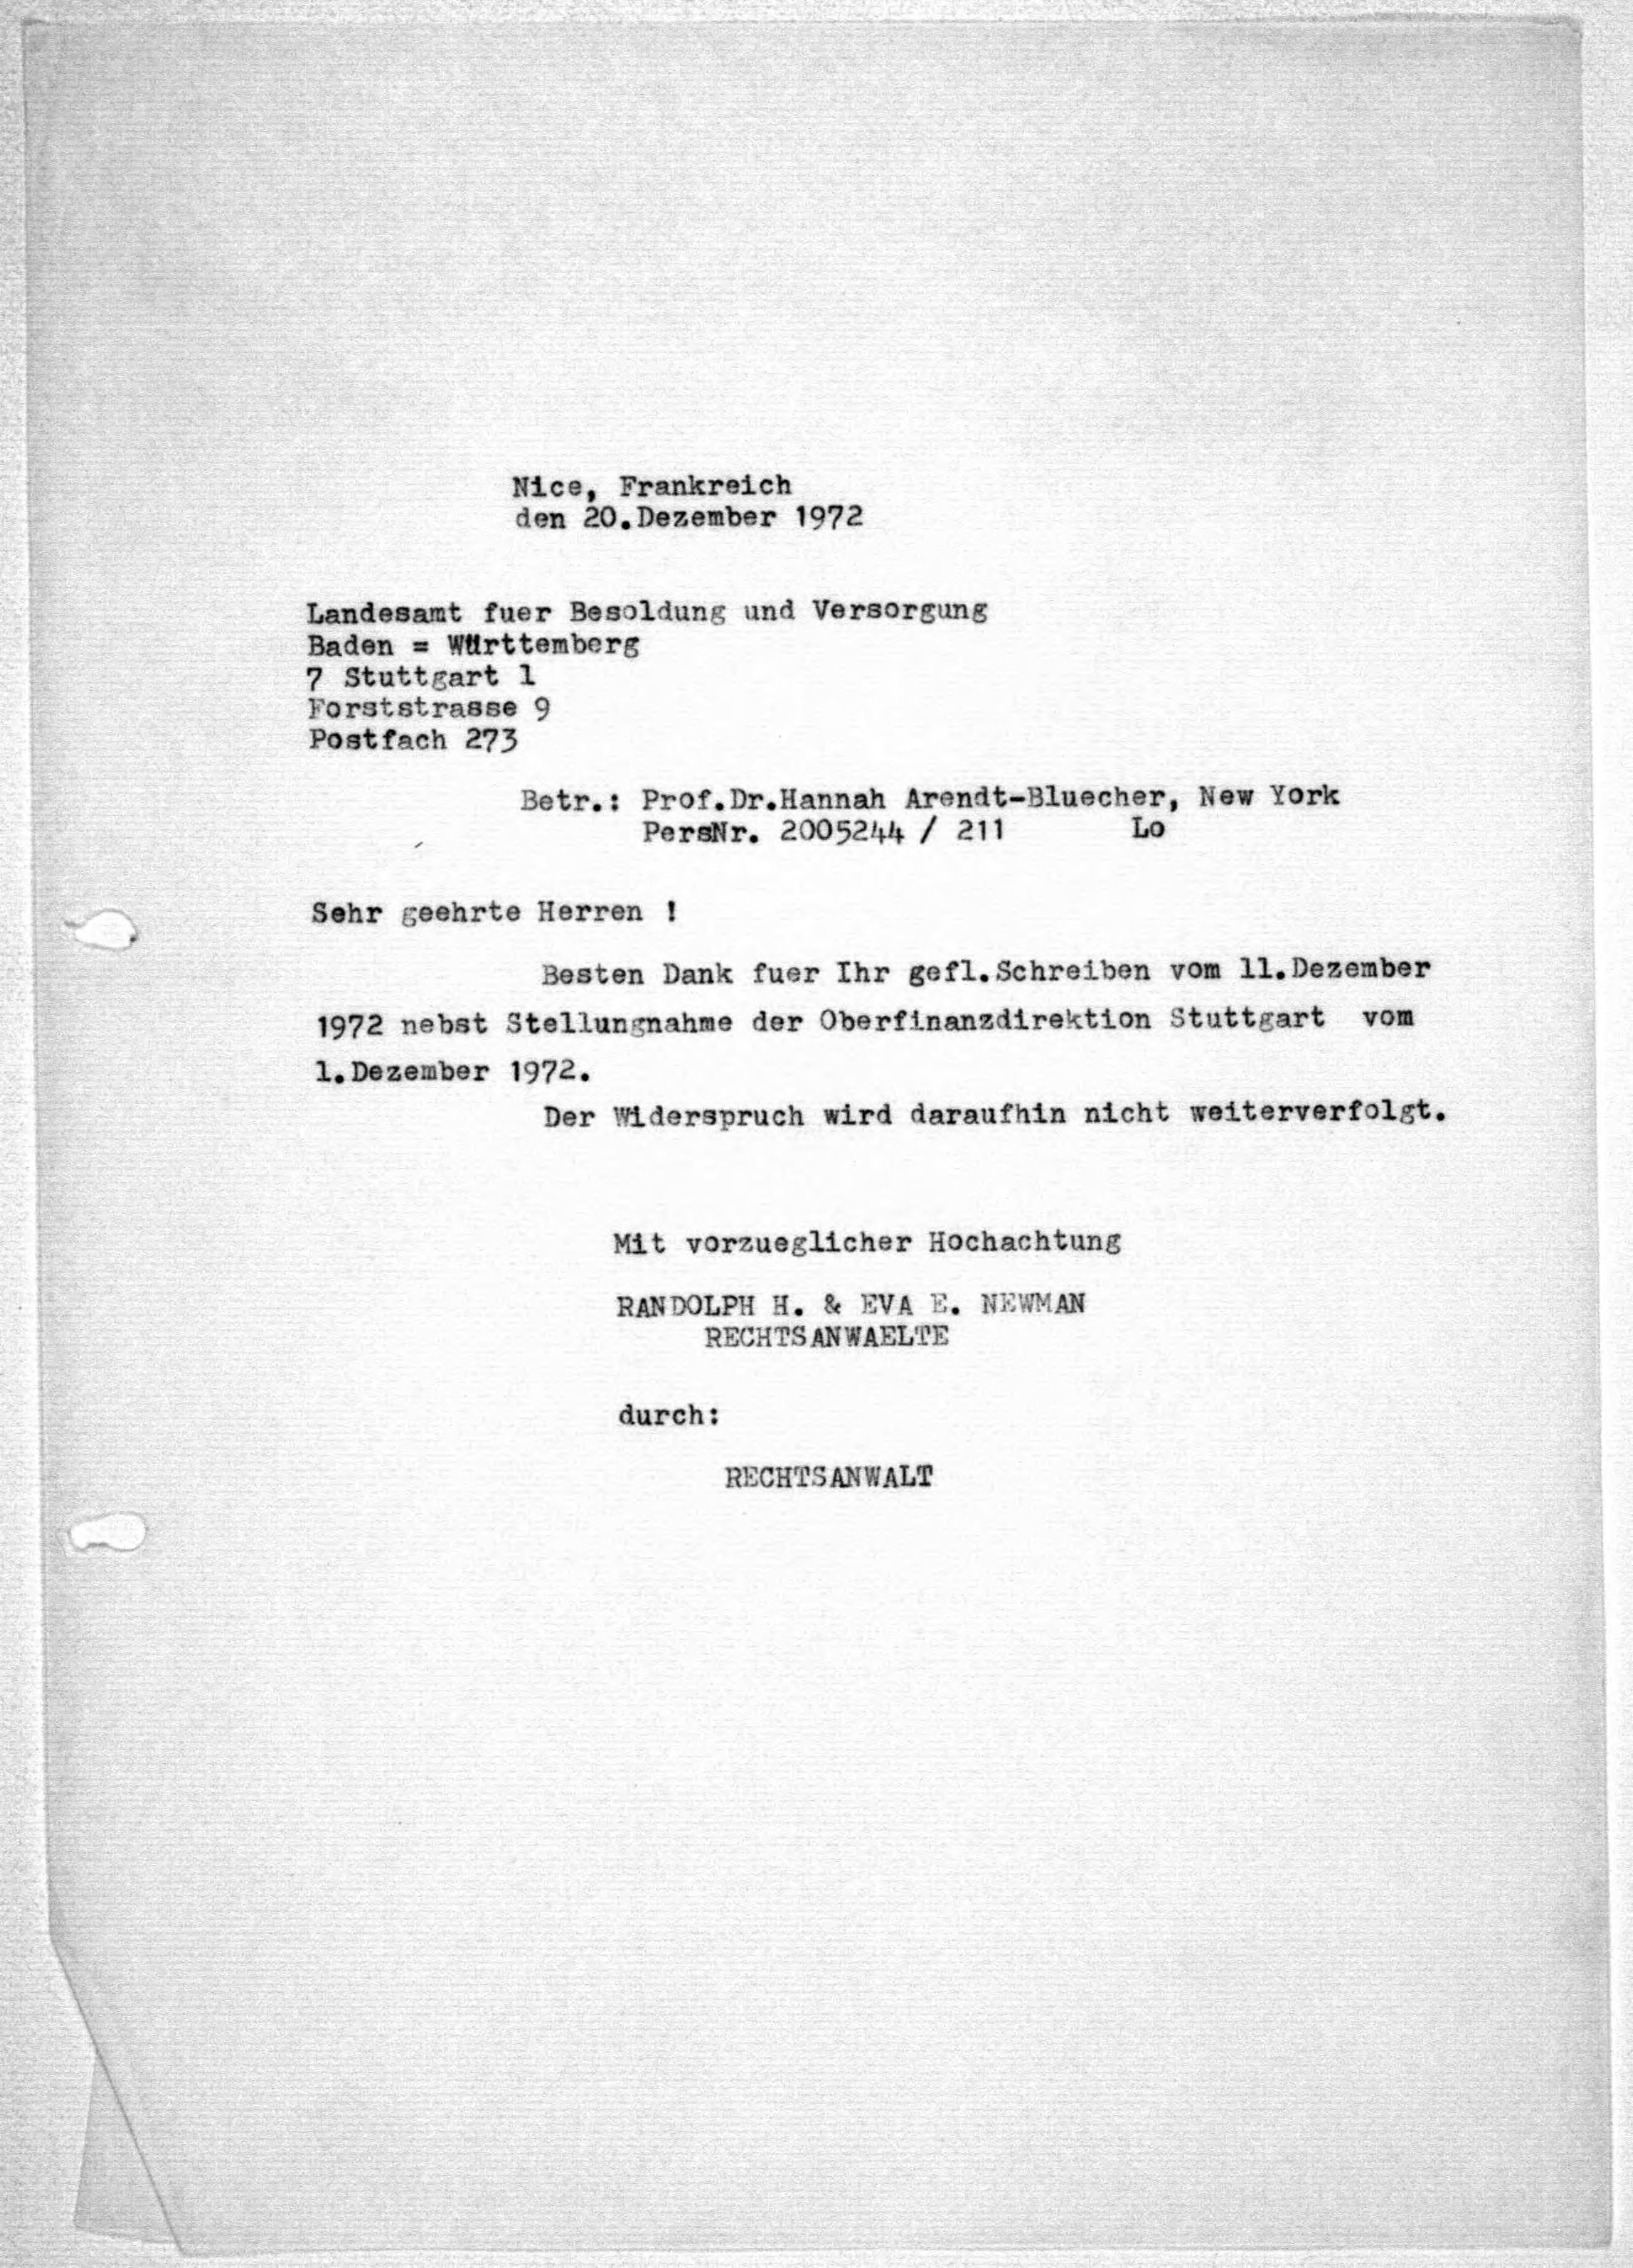 Nice, Frankreich
den 20.Dezember 1972
Landesamt fuer Besoldung und Versorgung
Baden = Württemberg
7 Stuttgart 1
Forststrasse 9
Postfach 273
Betr.: Prof.Dr.Hannah Arendt-Bluecher, New York
PersNr. 2005244 / 211 Lo
Sehr geehrte Herren !
Besten Dank fuer Ihr gefl.Schreiben vom 11.Dezember
1972 nebst Stellungnahme der Oberfinanzdirektion Stuttgart vom
1.Dezember 1972.
Der Widerspruch wird daraufhin nicht weiterverfolgt.
Mit vorzueglicher Hochachtung
RANDOLPH H. & EVA E. NEWMAN
RECHTSANWAELTE
durch:
RECHTSANWALT